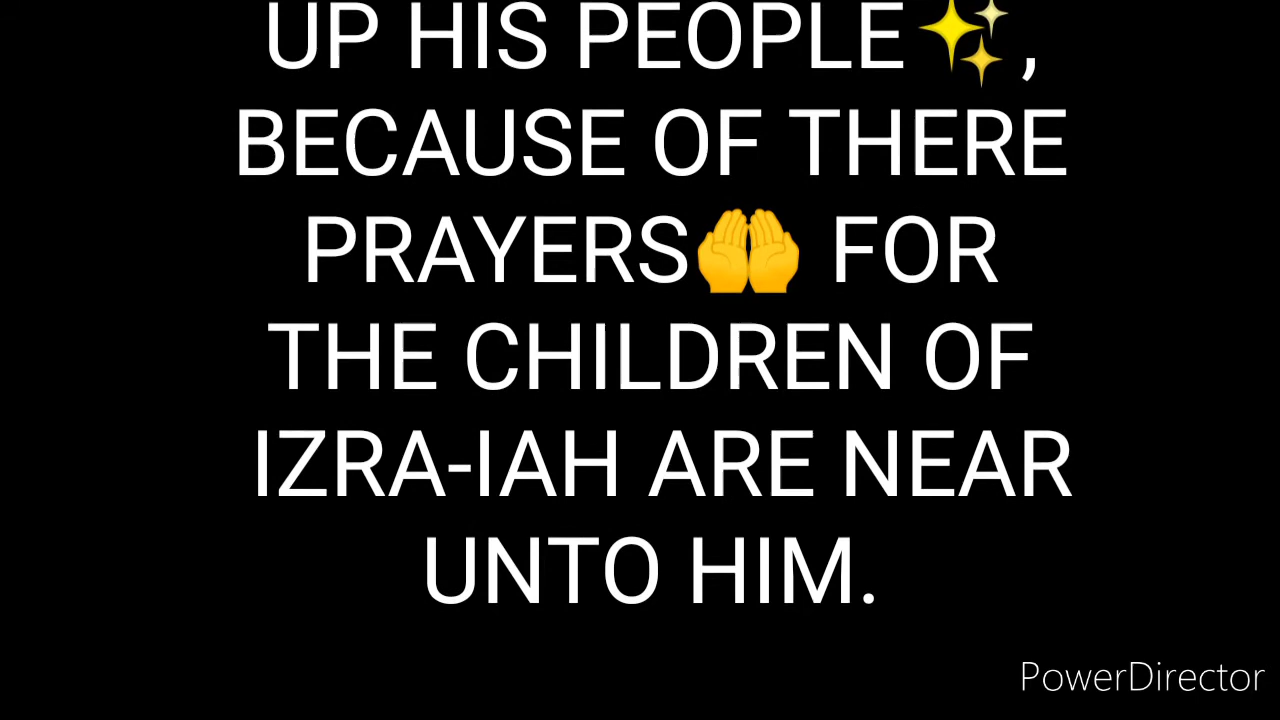 UP HIS PEOPLE✨,
BECAUSE OF THERE
PRAYERS🤲 FOR
THE CHILDREN OF
IZRA-IAH ARE NEAR
UNTO HIM.
PowerDirector